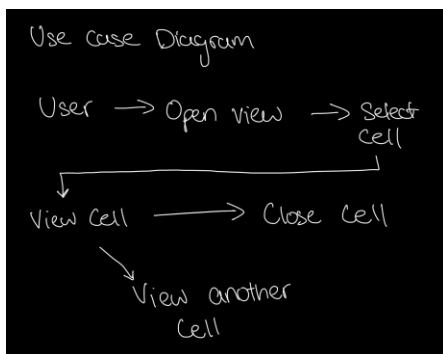 Use case Diagram
User → Open view → Select
cell
View cell → Close cell
View another
cell